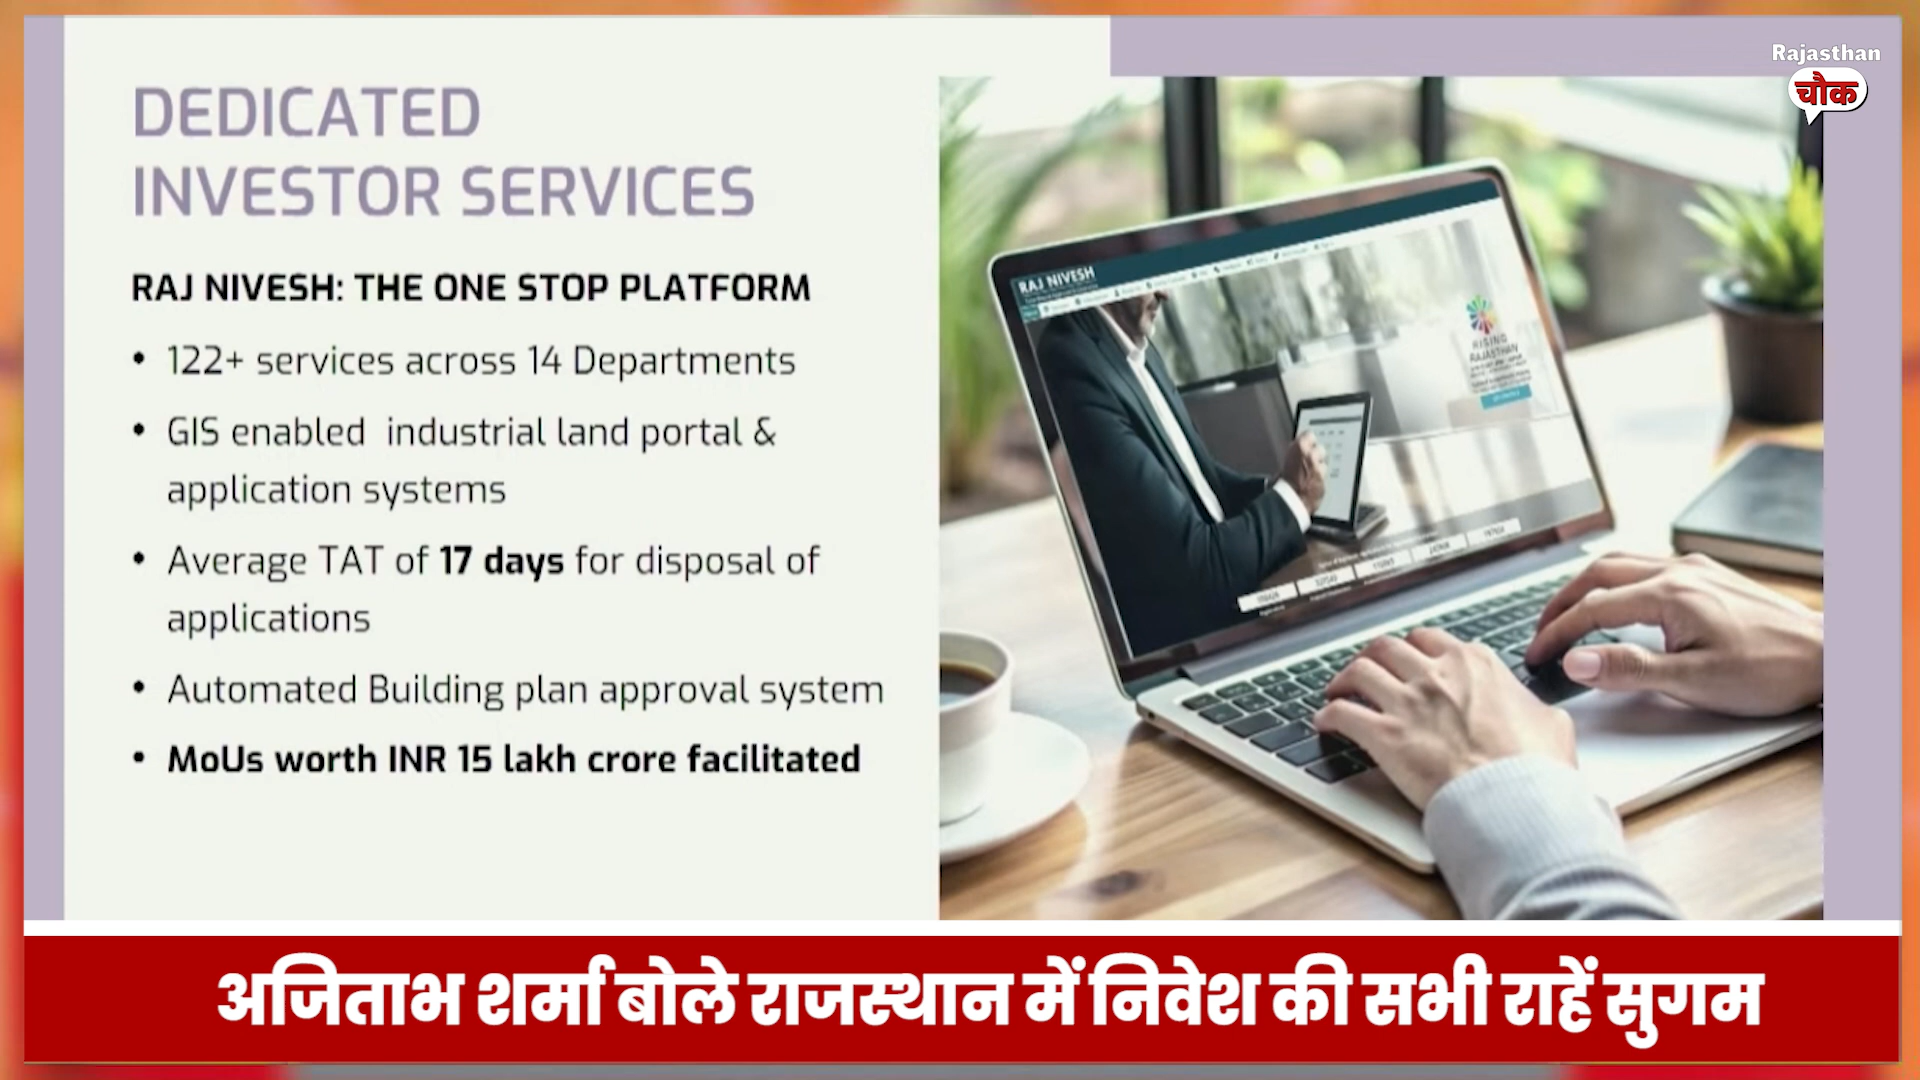 Rajasthan
चौक
DEDICATED
INVESTOR SERVICES
RAJ NIVESH: THE ONE STOP PLATFORM
• 122+ services across 14 Departments
• GIS enabled industrial land portal &
application systems
• Average TAT of 17 days for disposal of
applications
• Automated Building plan approval system
• MoUs worth INR 15 lakh crore facilitated
RAJ NIVESH
RISING
RAJASTHAN
अजिताभ शर्मा बोले राजस्थान में निवेश की सभी राहें सुगम